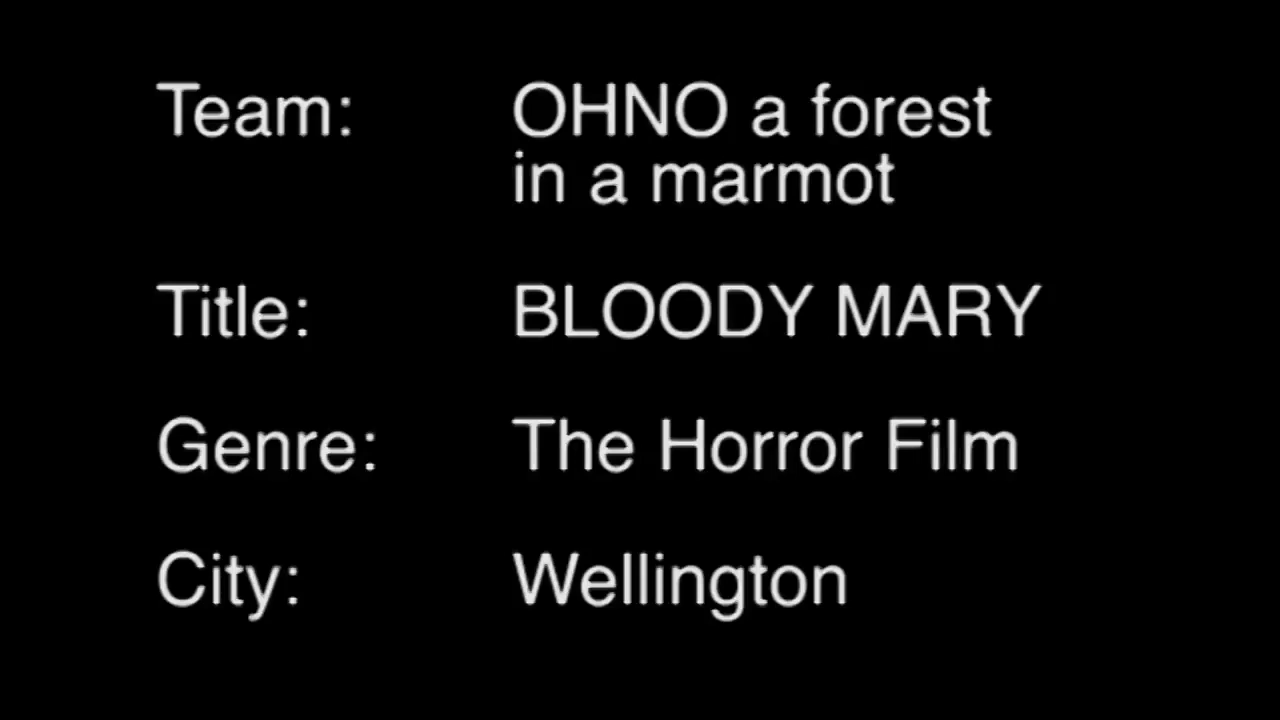 Team: OHNO a forest
in a marmot
Title: BLOODY MARY
Genre: The Horror Film
City: Wellington